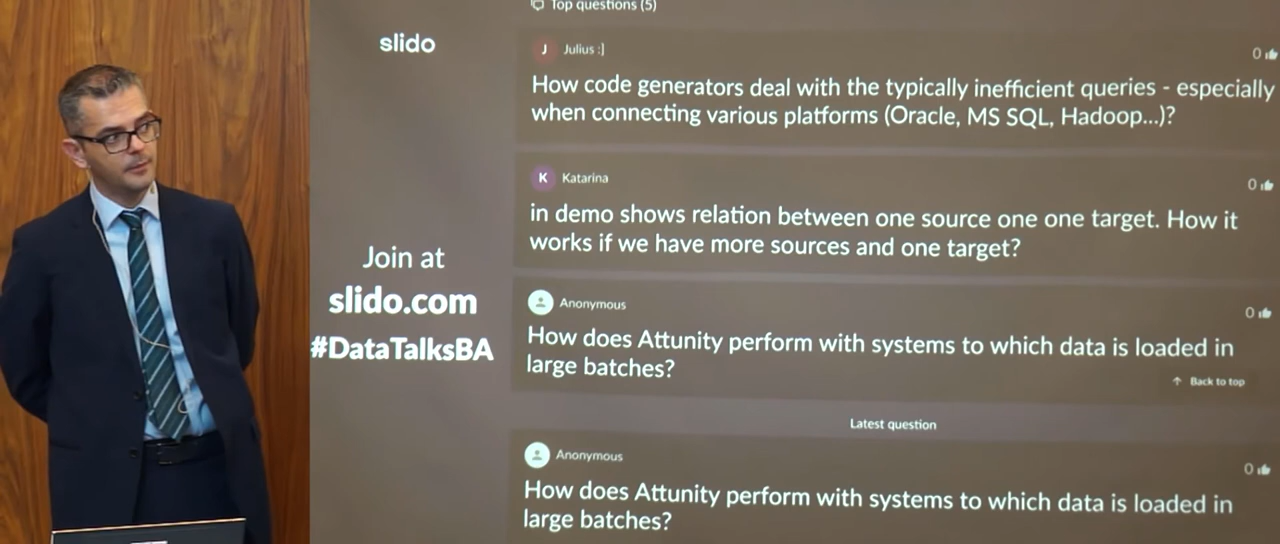 Top questions (5)
slido
J Julius :]
0
How code generators deal with the typically inefficient queries - especially
when connecting various platforms (Oracle, MS SQL, Hadoop...)?
K Katarina
0
in demo shows relation between one source one one target. How it
works if we have more sources and one target?
Join at
slido.com
#DataTalksBA
Anonymous
0
How does Attunity perform with systems to which data is loaded in
large batches?
Back to top
Latest question
Anonymous
0
How does Attunity perform with systems to which data is loaded in
large batches?